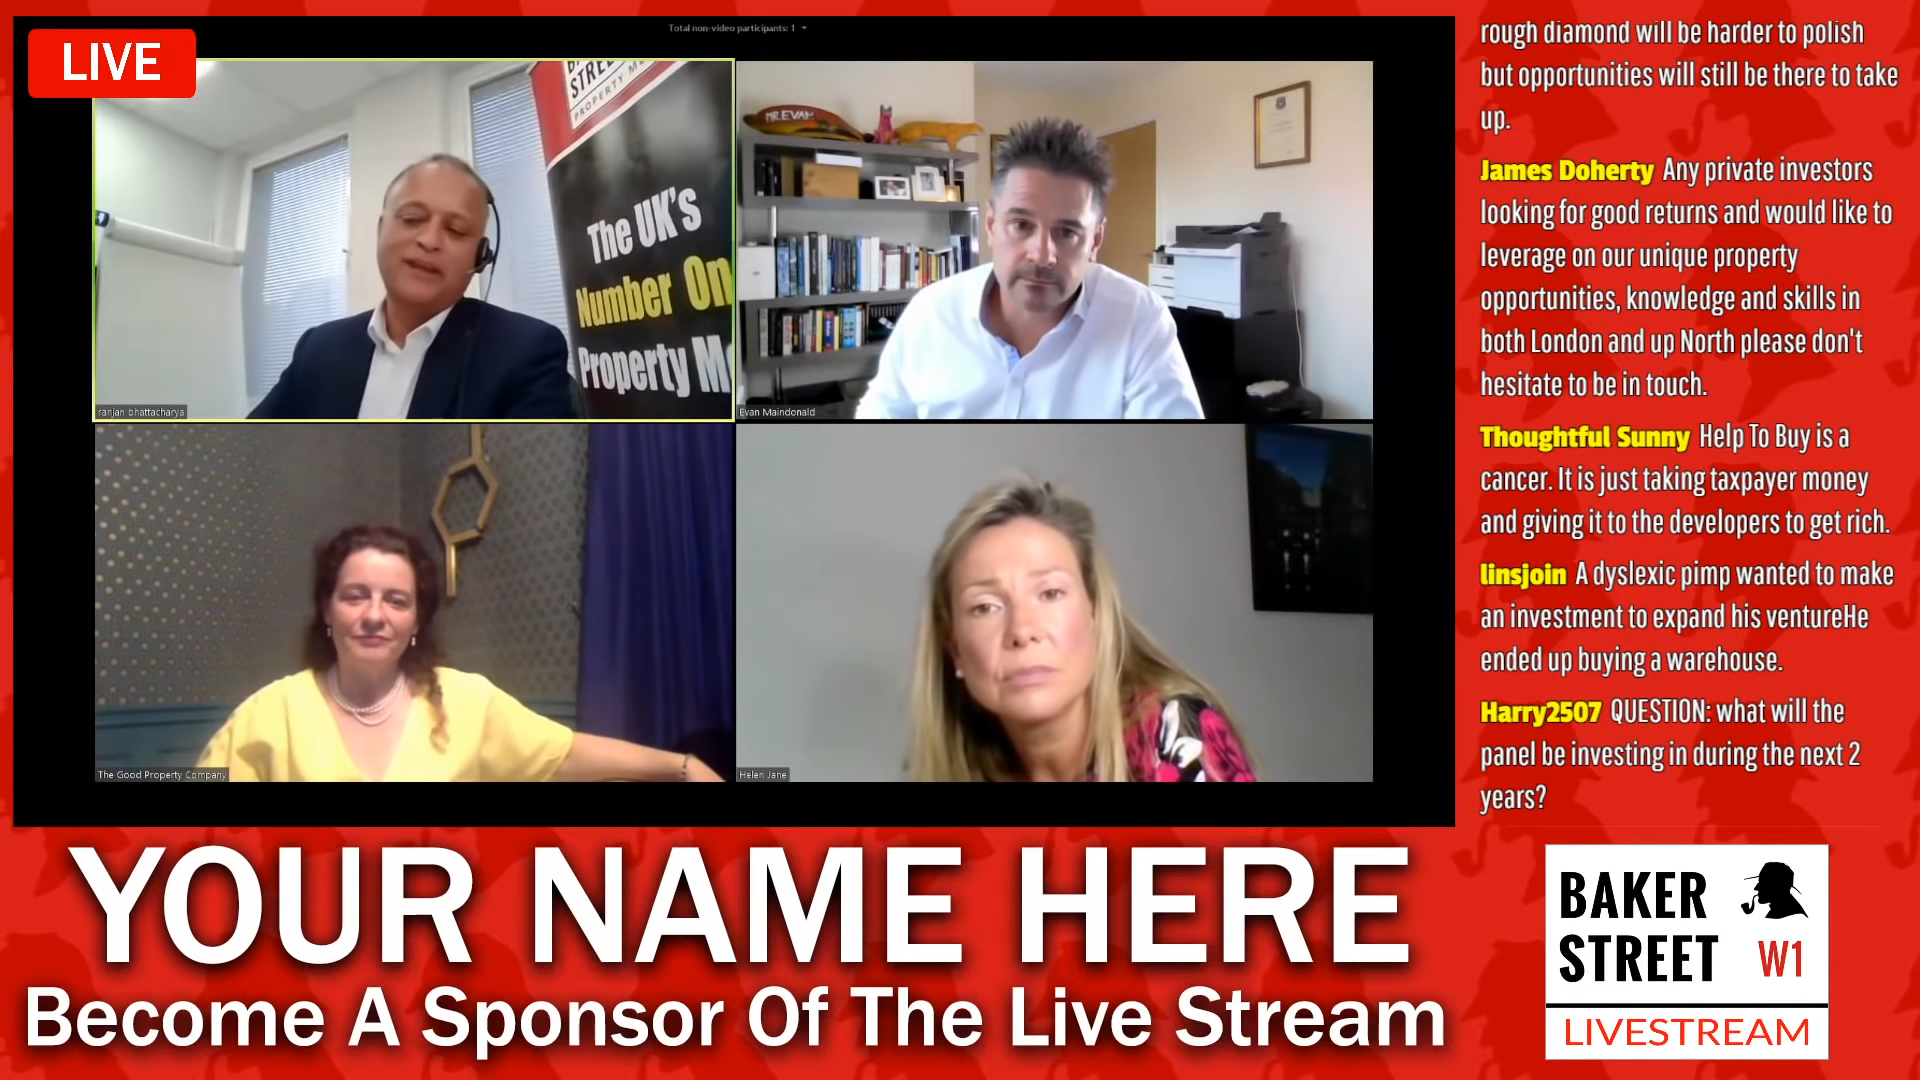 Total non-video participants: 1
LIVE
STREET
PROPERTY ME
The UK's
Number On
Property M
ranjan bhattacharya
MR.EVAN
Evan Maindonald
The Good Property Company
Helen Jane
rough diamond will be harder to polish
but opportunities will still be there to take
up.
James Doherty Any private investors
looking for good returns and would like to
leverage on our unique property
opportunities, knowledge and skills in
both London and up North please don't
hesitate to be in touch.
Thoughtful Sunny Help To Buy is a
cancer. It is just taking taxpayer money
and giving it to the developers to get rich.
linsjoin A dyslexic pimp wanted to make
an investment to expand his ventureHe
ended up buying a warehouse.
Harry2507 QUESTION: what will the
panel be investing in during the next 2
years?
YOUR NAME HERE
Become A Sponsor Of The Live Stream
BAKER
STREET W1
LIVESTREAM